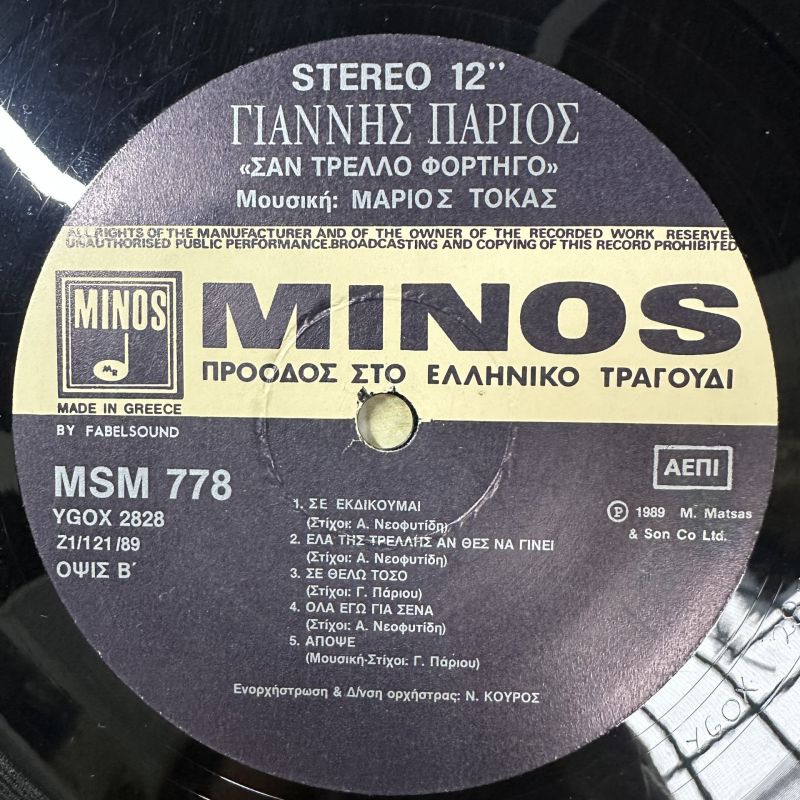 STEREO 12''
ΓΙΑΝΝΗΣ ΠΑΡΙΟΣ
«ΣΑΝ ΤΡΕΛΛΟ ΦΟΡΤΗΓΟ»
Μουσική: ΜΑΡΙΟΣ ΤΟΚΑΣ
ALL RIGHTS OF THE MANUFACTURER AND OF THE OWNER OF THE RECORDED WORK RESERVED
UNAUTHORISED PUBLIC PERFORMANCE.BROADCASTING AND COPYING OF THIS RECORD PROHIBITED
MINOS
MR
MINOS
ΠΡΟΟΔΟΣ ΣΤΟ ΕΛΛΗΝΙΚΟ ΤΡΑΓΟΥΔΙ
MADE IN GREECE
BY FABELSOUND
MSM 778
YGOX 2828
Ζ1/121/89
ΟΨΙΣ Β΄
ΑΕΠΙ
Ⓟ 1989 M. Matsas
& Son Co Ltd.
1. ΣΕ ΕΚΔΙΚΟΥΜΑΙ
(Στίχοι: Α. Νεοφυτίδη)
2. ΕΛΑ ΤΗΣ ΤΡΕΛΛΗΣ ΑΝ ΘΕΣ ΝΑ ΓΙΝΕΙ
(Στίχοι: Α. Νεοφυτίδη)
3. ΣΕ ΘΕΛΩ ΤΟΣΟ
(Στίχοι: Γ. Πάριου)
4. ΟΛΑ ΕΓΩ ΓΙΑ ΣΕΝΑ
(Στίχοι: Α. Νεοφυτίδη)
5. ΑΠΟΨΕ
(Μουσική-Στίχοι: Γ. Πάριου)
Ενορχήστρωση & Δ/νση ορχήστρας: Ν. ΚΟΥΡΟΣ
YGOX